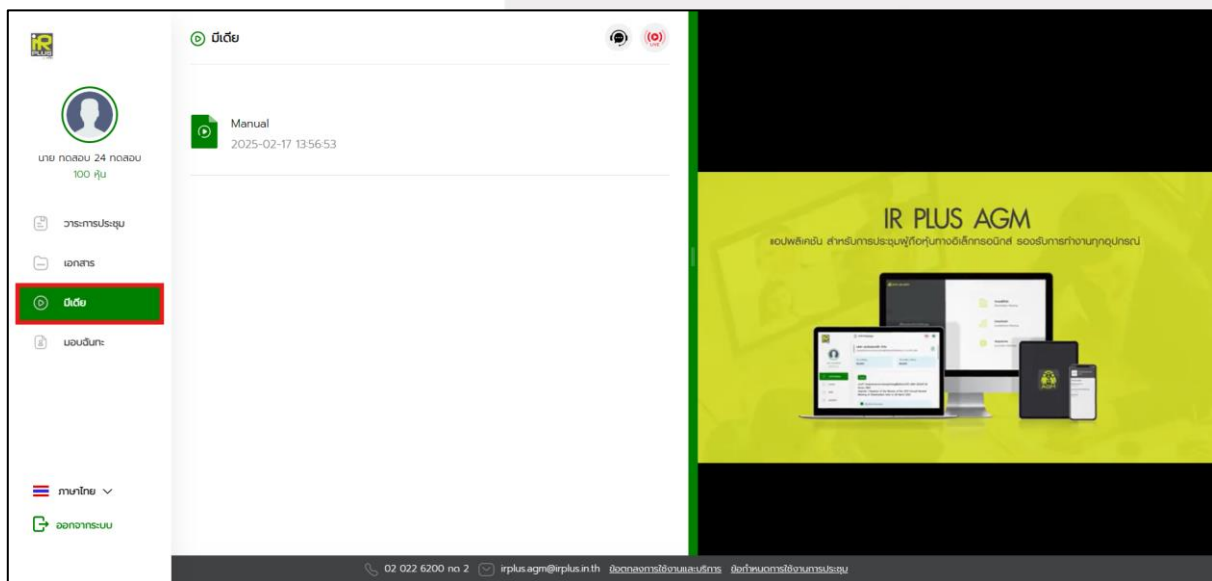 iR
PLUS
นาย ทดสอบ 24 ทดสอบ
100 หุ้น
วาระการประชุม
เอกสาร
มีเดีย
มอบฉันทะ
ภาษาไทย
ออกจากระบบ
มีเดีย
LIVE
Manual
2025-02-17 13:56:53
IR PLUS AGM
แอปพลิเคชัน สำหรับการประชุมผู้ถือหุ้นทางอิเล็กทรอนิกส์ รองรับการทำงานทุกอุปกรณ์
AGM
02 022 6200 กด 2 irplus.agm@irplus.in.th ข้อตกลงการใช้งานและบริการ ข้อกำหนดการใช้งานการประชุม